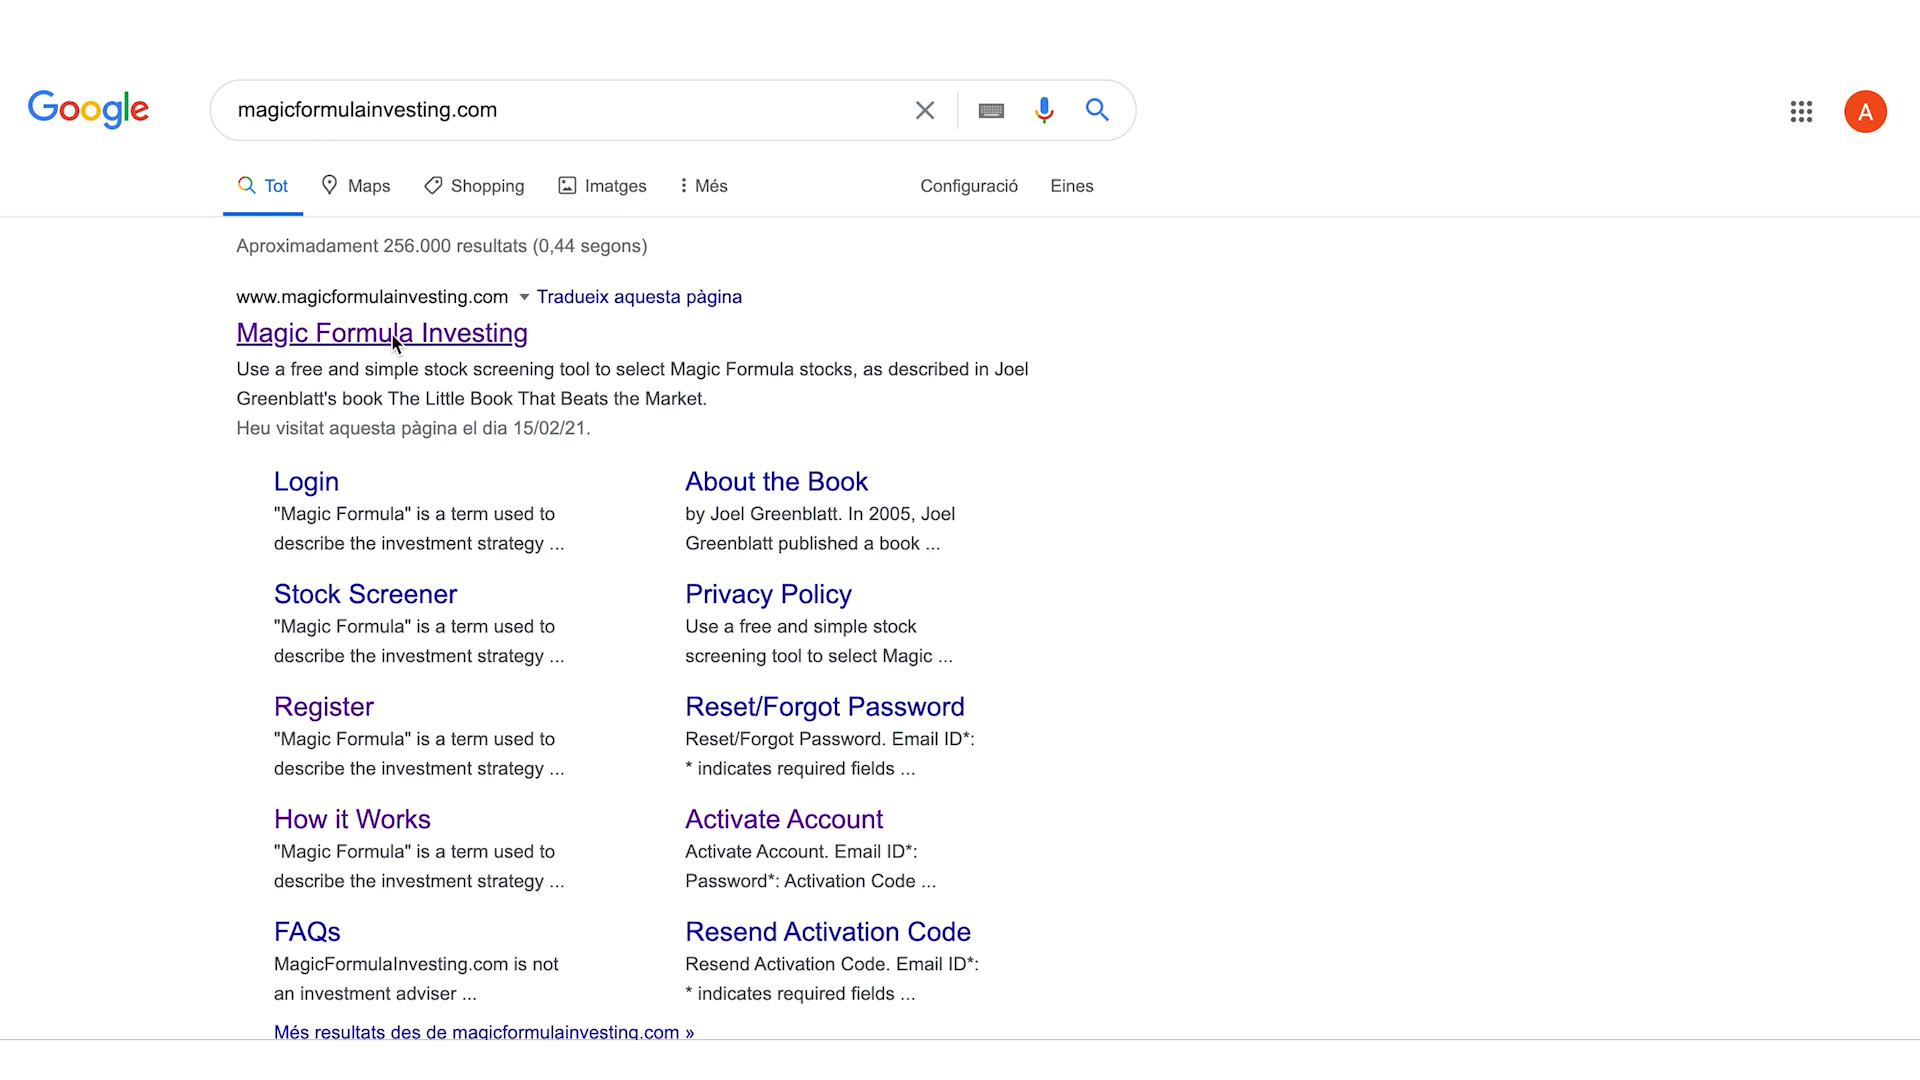 Google
magicformulainvesting.com
A
Tot Maps Shopping Imatges Més Configuració Eines
Aproximadament 256.000 resultats (0,44 segons)
www.magicformulainvesting.com Tradueix aquesta pàgina
Magic Formula Investing
Use a free and simple stock screening tool to select Magic Formula stocks, as described in Joel
Greenblatt's book The Little Book That Beats the Market.
Heu visitat aquesta pàgina el dia 15/02/21.
Login
"Magic Formula" is a term used to
describe the investment strategy ...
About the Book
by Joel Greenblatt. In 2005, Joel
Greenblatt published a book ...
Stock Screener
"Magic Formula" is a term used to
describe the investment strategy ...
Privacy Policy
Use a free and simple stock
screening tool to select Magic ...
Register
"Magic Formula" is a term used to
describe the investment strategy ...
Reset/Forgot Password
Reset/Forgot Password. Email ID*:
* indicates required fields ...
How it Works
"Magic Formula" is a term used to
describe the investment strategy ...
Activate Account
Activate Account. Email ID*:
Password*: Activation Code ...
FAQs
MagicFormulaInvesting.com is not
an investment adviser ...
Resend Activation Code
Resend Activation Code. Email ID*:
* indicates required fields ...
Més resultats des de magicformulainvesting.com »